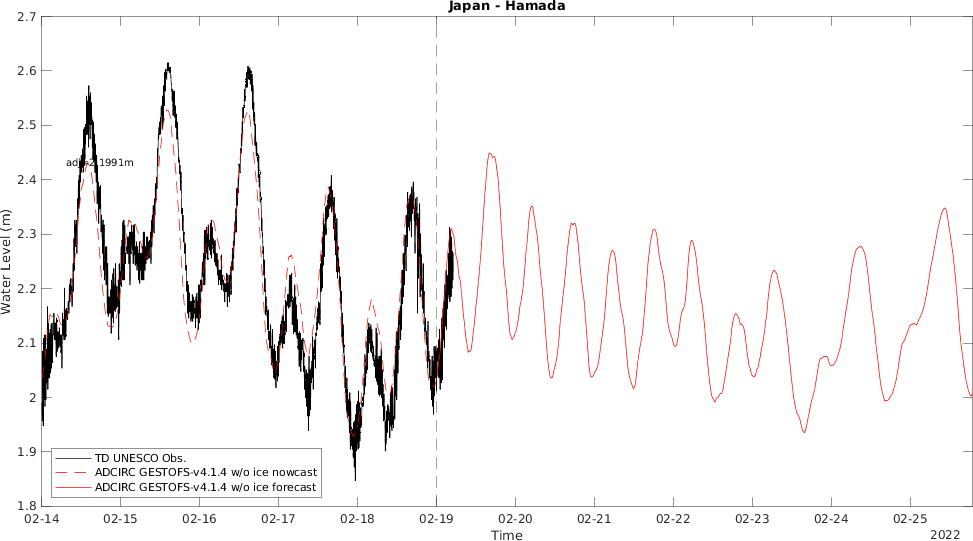 Japan - Hamada
2.7
2.6
2.5
2.4
2.3
2.2
2.1
2
1.9
1.8
Water Level (m)
TD UNESCO Obs.
ADCIRC GESTOFS-v4.1.4 w/o ice nowcast
ADCIRC GESTOFS-v4.1.4 w/o ice forecast
02-14 02-15 02-16 02-17 02-18 02-19 02-20 02-21 02-22 02-23 02-24 02-25
Time
2022